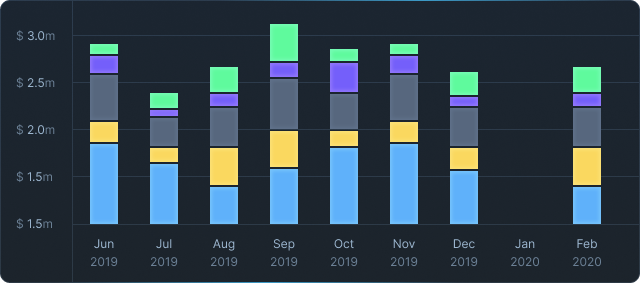 $ 3.0m
$ 2.5m
$ 2.0m
$ 1.5m
$ 1.5m
Jun Jul Aug Sep Oct Nov Dec Jan Feb
2019 2019 2019 2019 2019 2019 2019 2020 2020